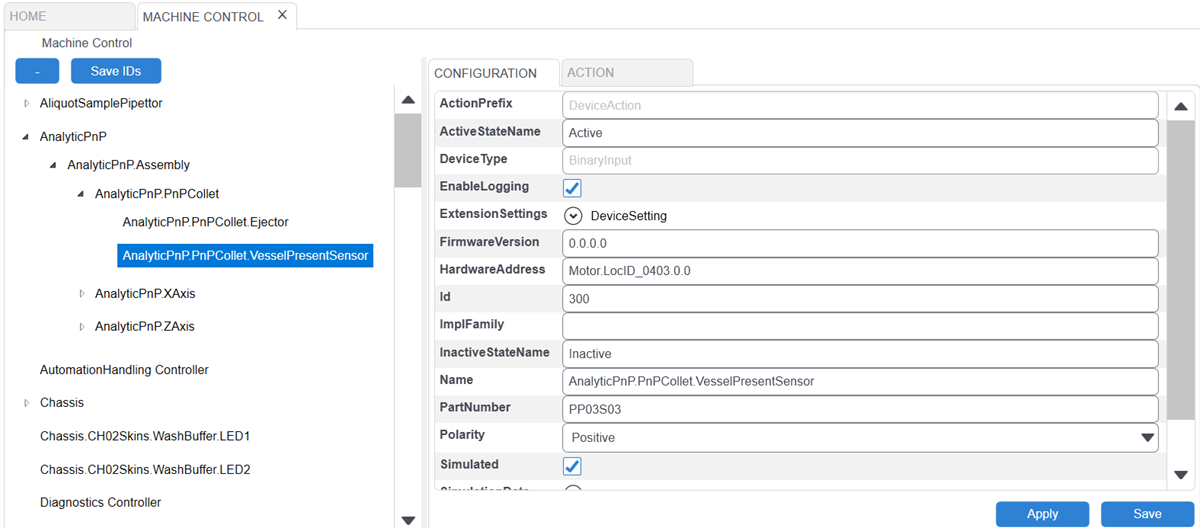 HOME
MACHINE CONTROL X
Machine Control
-
Save IDs
AliquotSamplePipettor
AnalyticPnP
AnalyticPnP.Assembly
AnalyticPnP.PnPCollet
AnalyticPnP.PnPCollet.Ejector
AnalyticPnP.PnPCollet.VesselPresentSensor
AnalyticPnP.XAxis
AnalyticPnP.ZAxis
AutomationHandling Controller
Chassis
Chassis.CH02Skins.WashBuffer.LED1
Chassis.CH02Skins.WashBuffer.LED2
Diagnostics Controller
CONFIGURATION
ACTION
ActionPrefix DeviceAction
ActiveStateName Active
DeviceType BinaryInput
EnableLogging
ExtensionSettings DeviceSetting
FirmwareVersion 0.0.0.0
HardwareAddress Motor.LocID_0403.0.0
Id 300
ImplFamily
InactiveStateName Inactive
Name AnalyticPnP.PnPCollet.VesselPresentSensor
PartNumber PP03S03
Polarity Positive
Simulated
Apply
Save